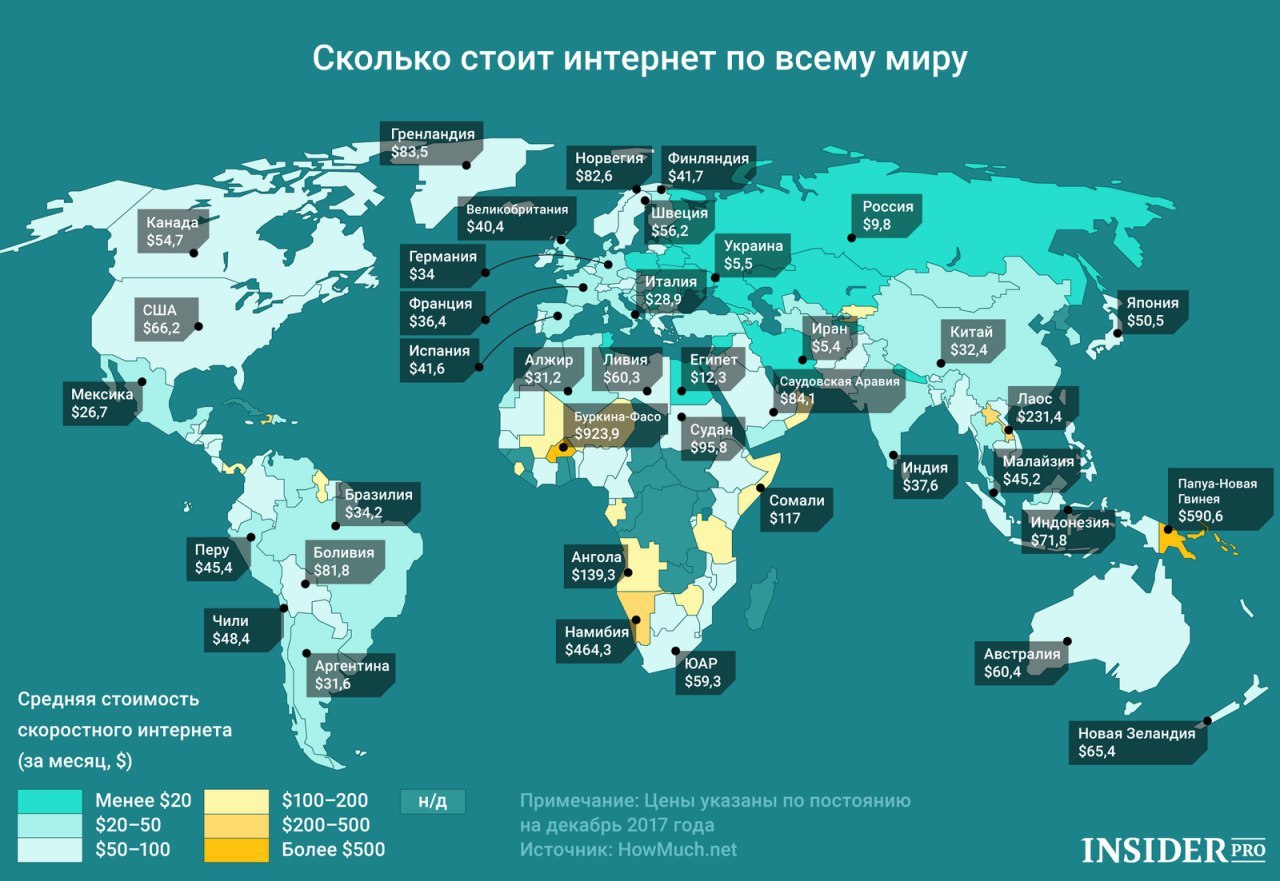 Сколько стоит интернет по всему миру
Гренландия
$83,5
Норвегия
$82,6
Финляндия
$41,7
Канада
$54,7
Великобритания
$40,4
Швеция
$56,2
Россия
$9,8
Германия
$34
Украина
$5,5
Италия
$28,9
США
$66,2
Франция
$36,4
Япония
$50,5
Иран
$5,4
Китай
$32,4
Испания
$41,6
Алжир
$31,2
Ливия
$60,3
Египет
$12,3
Саудовская Аравия
$84,1
Мексика
$26,7
Буркина-Фасо
$923,9
Судан
$95,8
Лаос
$231,4
Индия
$37,6
Малайзия
$45,2
Папуа-Новая
Гвинея
$590,6
Бразилия
$34,2
Сомали
$117
Индонезия
$71,8
Перу
$45,4
Боливия
$81,8
Ангола
$139,3
Чили
$48,4
Намибия
$464,3
Аргентина
$31,6
ЮАР
$59,3
Австралия
$60,4
Новая Зеландия
$65,4
Средняя стоимость
скоростного интернета
(за месяц, $)
Менее $20
$20–50
$50–100
$100–200
$200–500
Более $500
н/д
Примечание: Цены указаны по постоянию
на декабрь 2017 года
Источник: HowMuch.net
INSIDER PRO